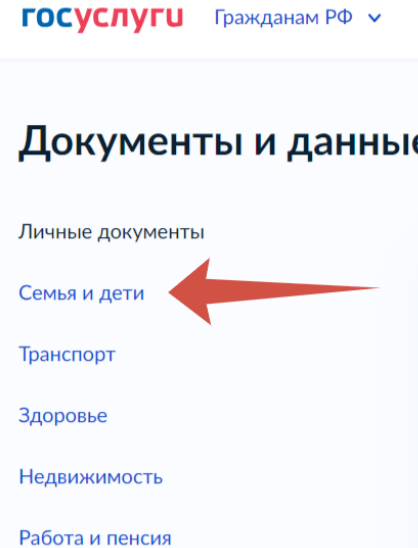 госуслуги Гражданам РФ
Документы и данные
Личные документы
Семья и дети
Транспорт
Здоровье
Недвижимость
Работа и пенсия